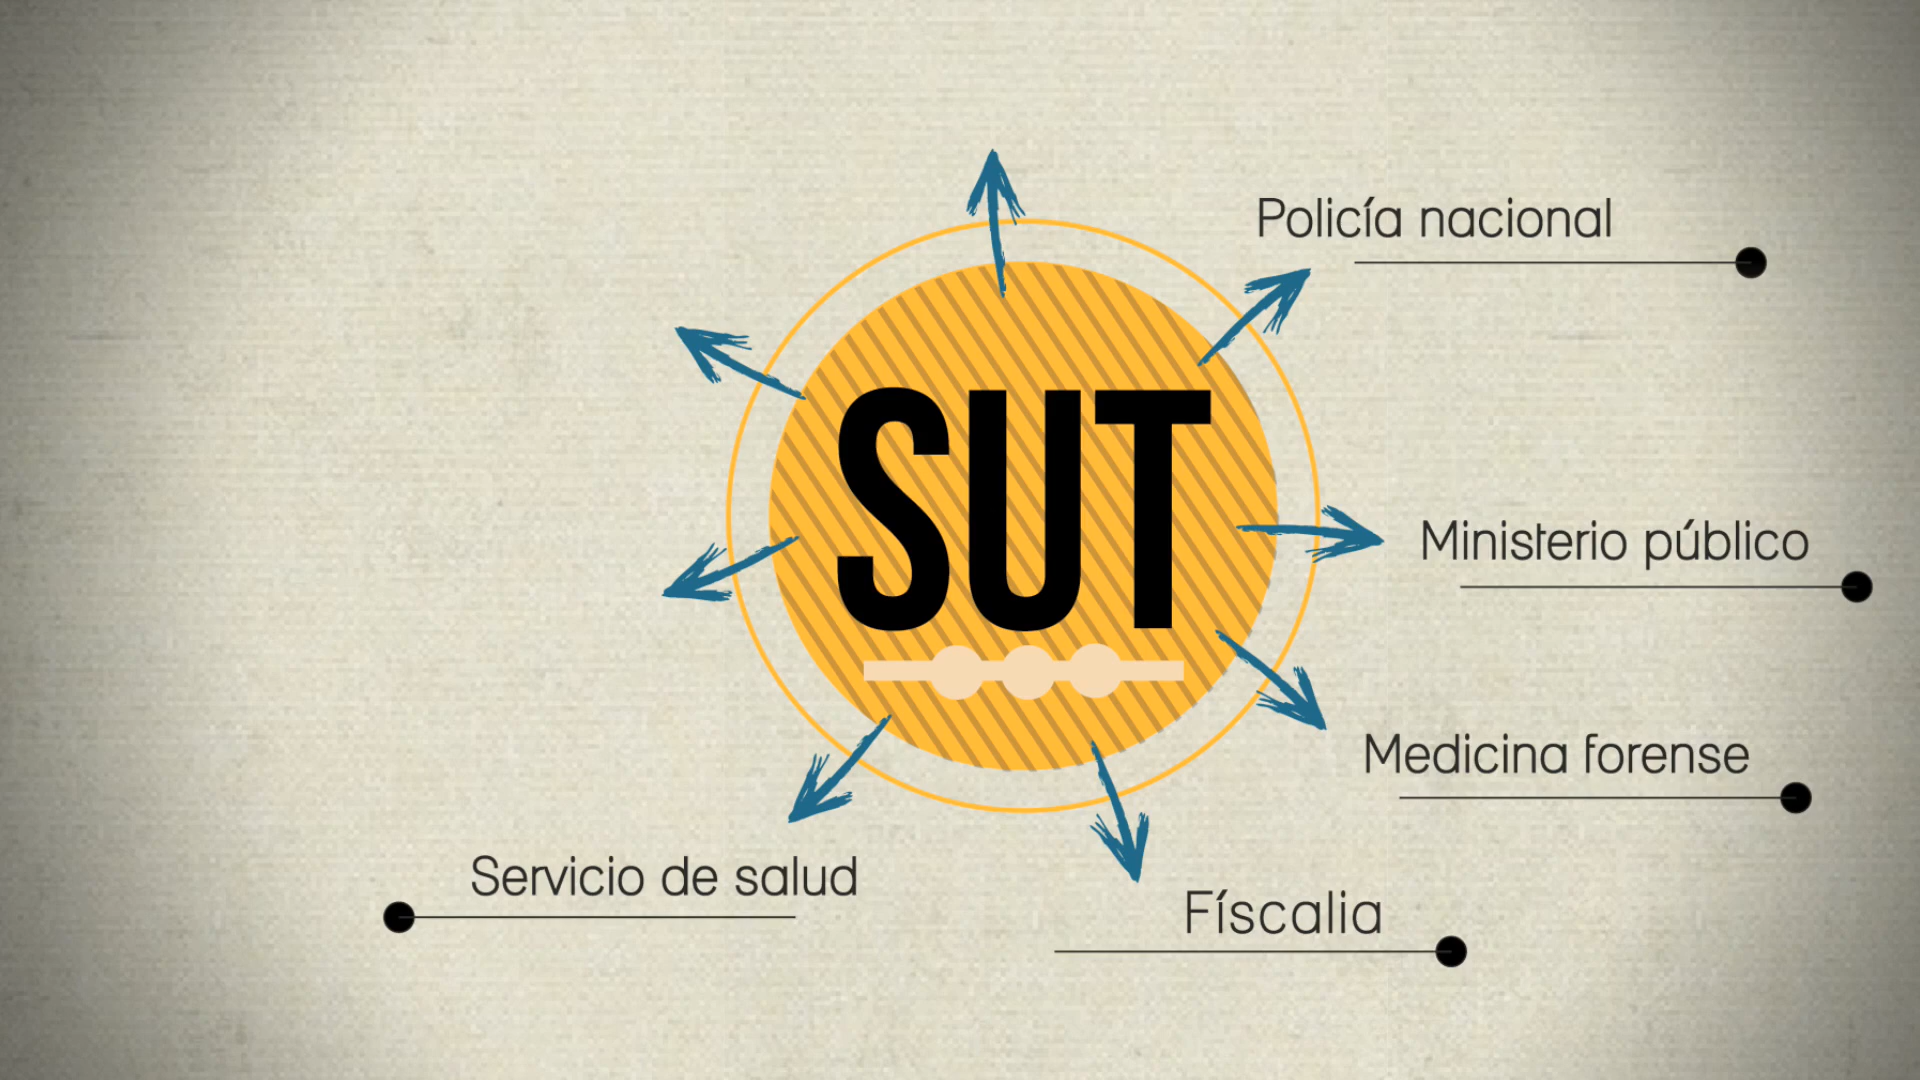 Policía nacional
SUT
Ministerio público
Medicina forense
Servicio de salud
Físcalia